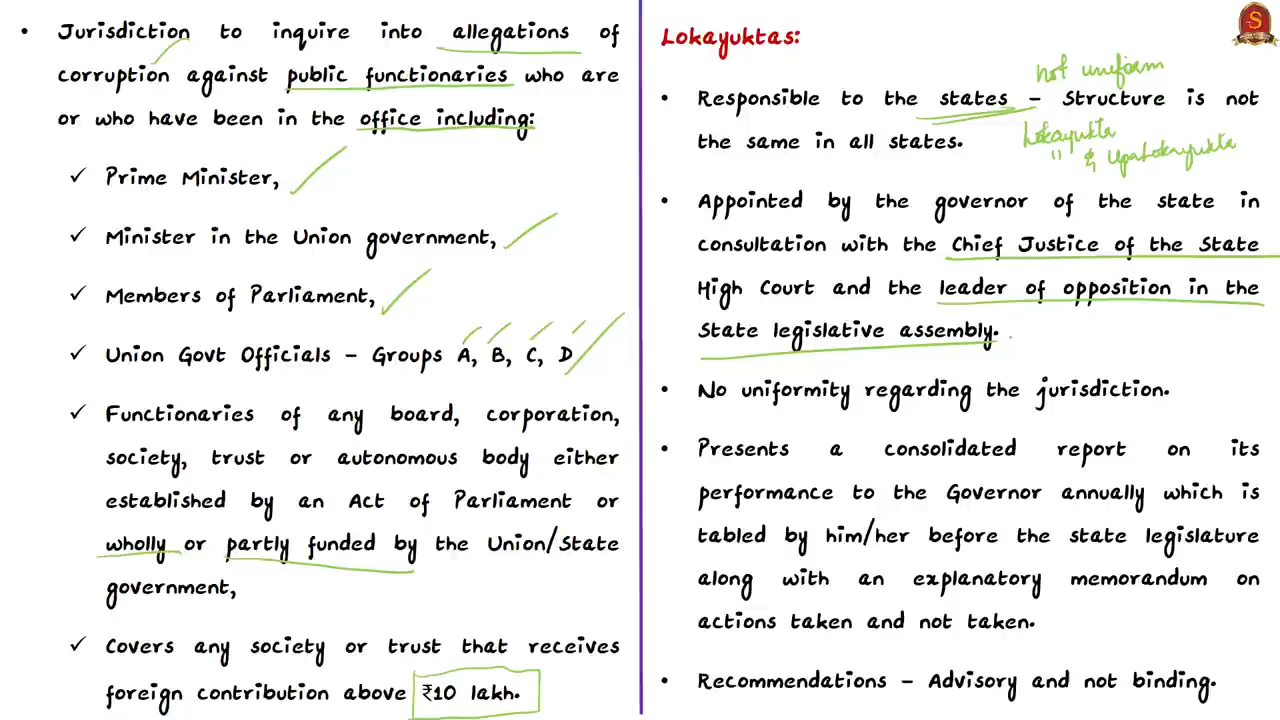 • Jurisdiction to inquire into allegations of
corruption against public functionaries who are
or who have been in the office including:
✓ Prime Minister,
✓ Minister in the Union government,
✓ Members of Parliament,
✓ Union Govt Officials – Groups A, B, C, D
✓ Functionaries of any board, corporation,
society, trust or autonomous body either
established by an Act of Parliament or
wholly or partly funded by the Union/State
government,
✓ Covers any society or trust that receives
foreign contribution above ₹10 lakh.
Lokayuktas:
not uniform
• Responsible to the states – Structure is not
the same in all states.
Lokayukta
" & UpaLokayukta
• Appointed by the governor of the state in
consultation with the Chief Justice of the State
High Court and the leader of opposition in the
State legislative assembly.
• No uniformity regarding the jurisdiction.
• Presents a consolidated report on its
performance to the Governor annually which is
tabled by him/her before the state legislature
along with an explanatory memorandum on
actions taken and not taken.
• Recommendations – Advisory and not binding.
S